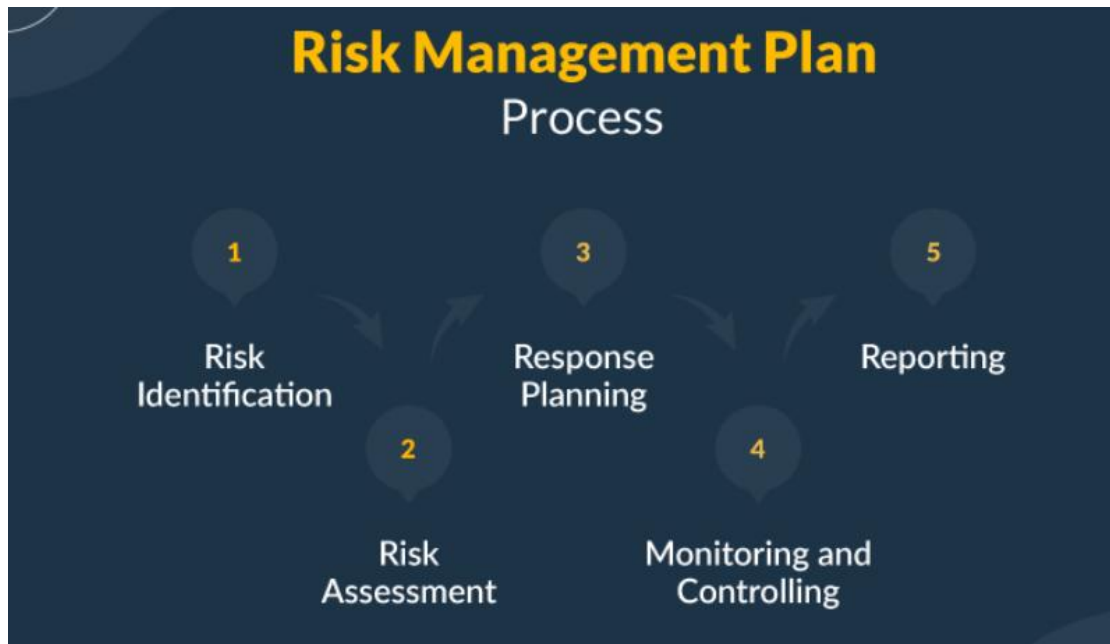 Risk Management Plan
Process
1
Risk
Identification
2
Risk
Assessment
3
Response
Planning
4
Monitoring and
Controlling
5
Reporting